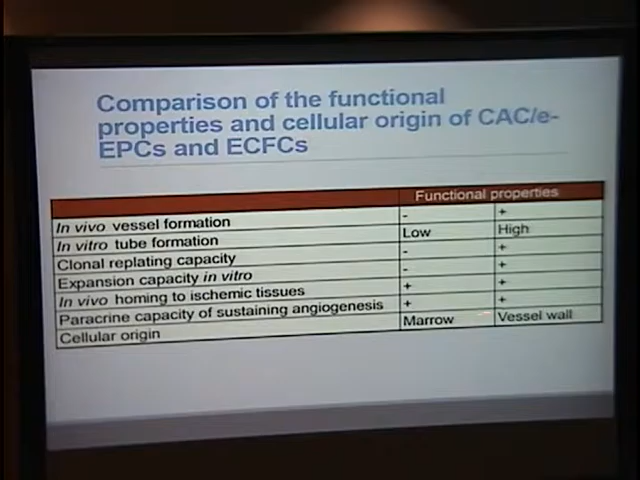 Comparison of the functional
properties and cellular origin of CAC/e-
EPCs and ECFCs
Functional properties
In vivo vessel formation - +
In vitro tube formation Low High
Clonal replating capacity - +
Expansion capacity in vitro - +
In vivo homing to ischemic tissues + +
Paracrine capacity of sustaining angiogenesis + +
Cellular origin Marrow Vessel wall